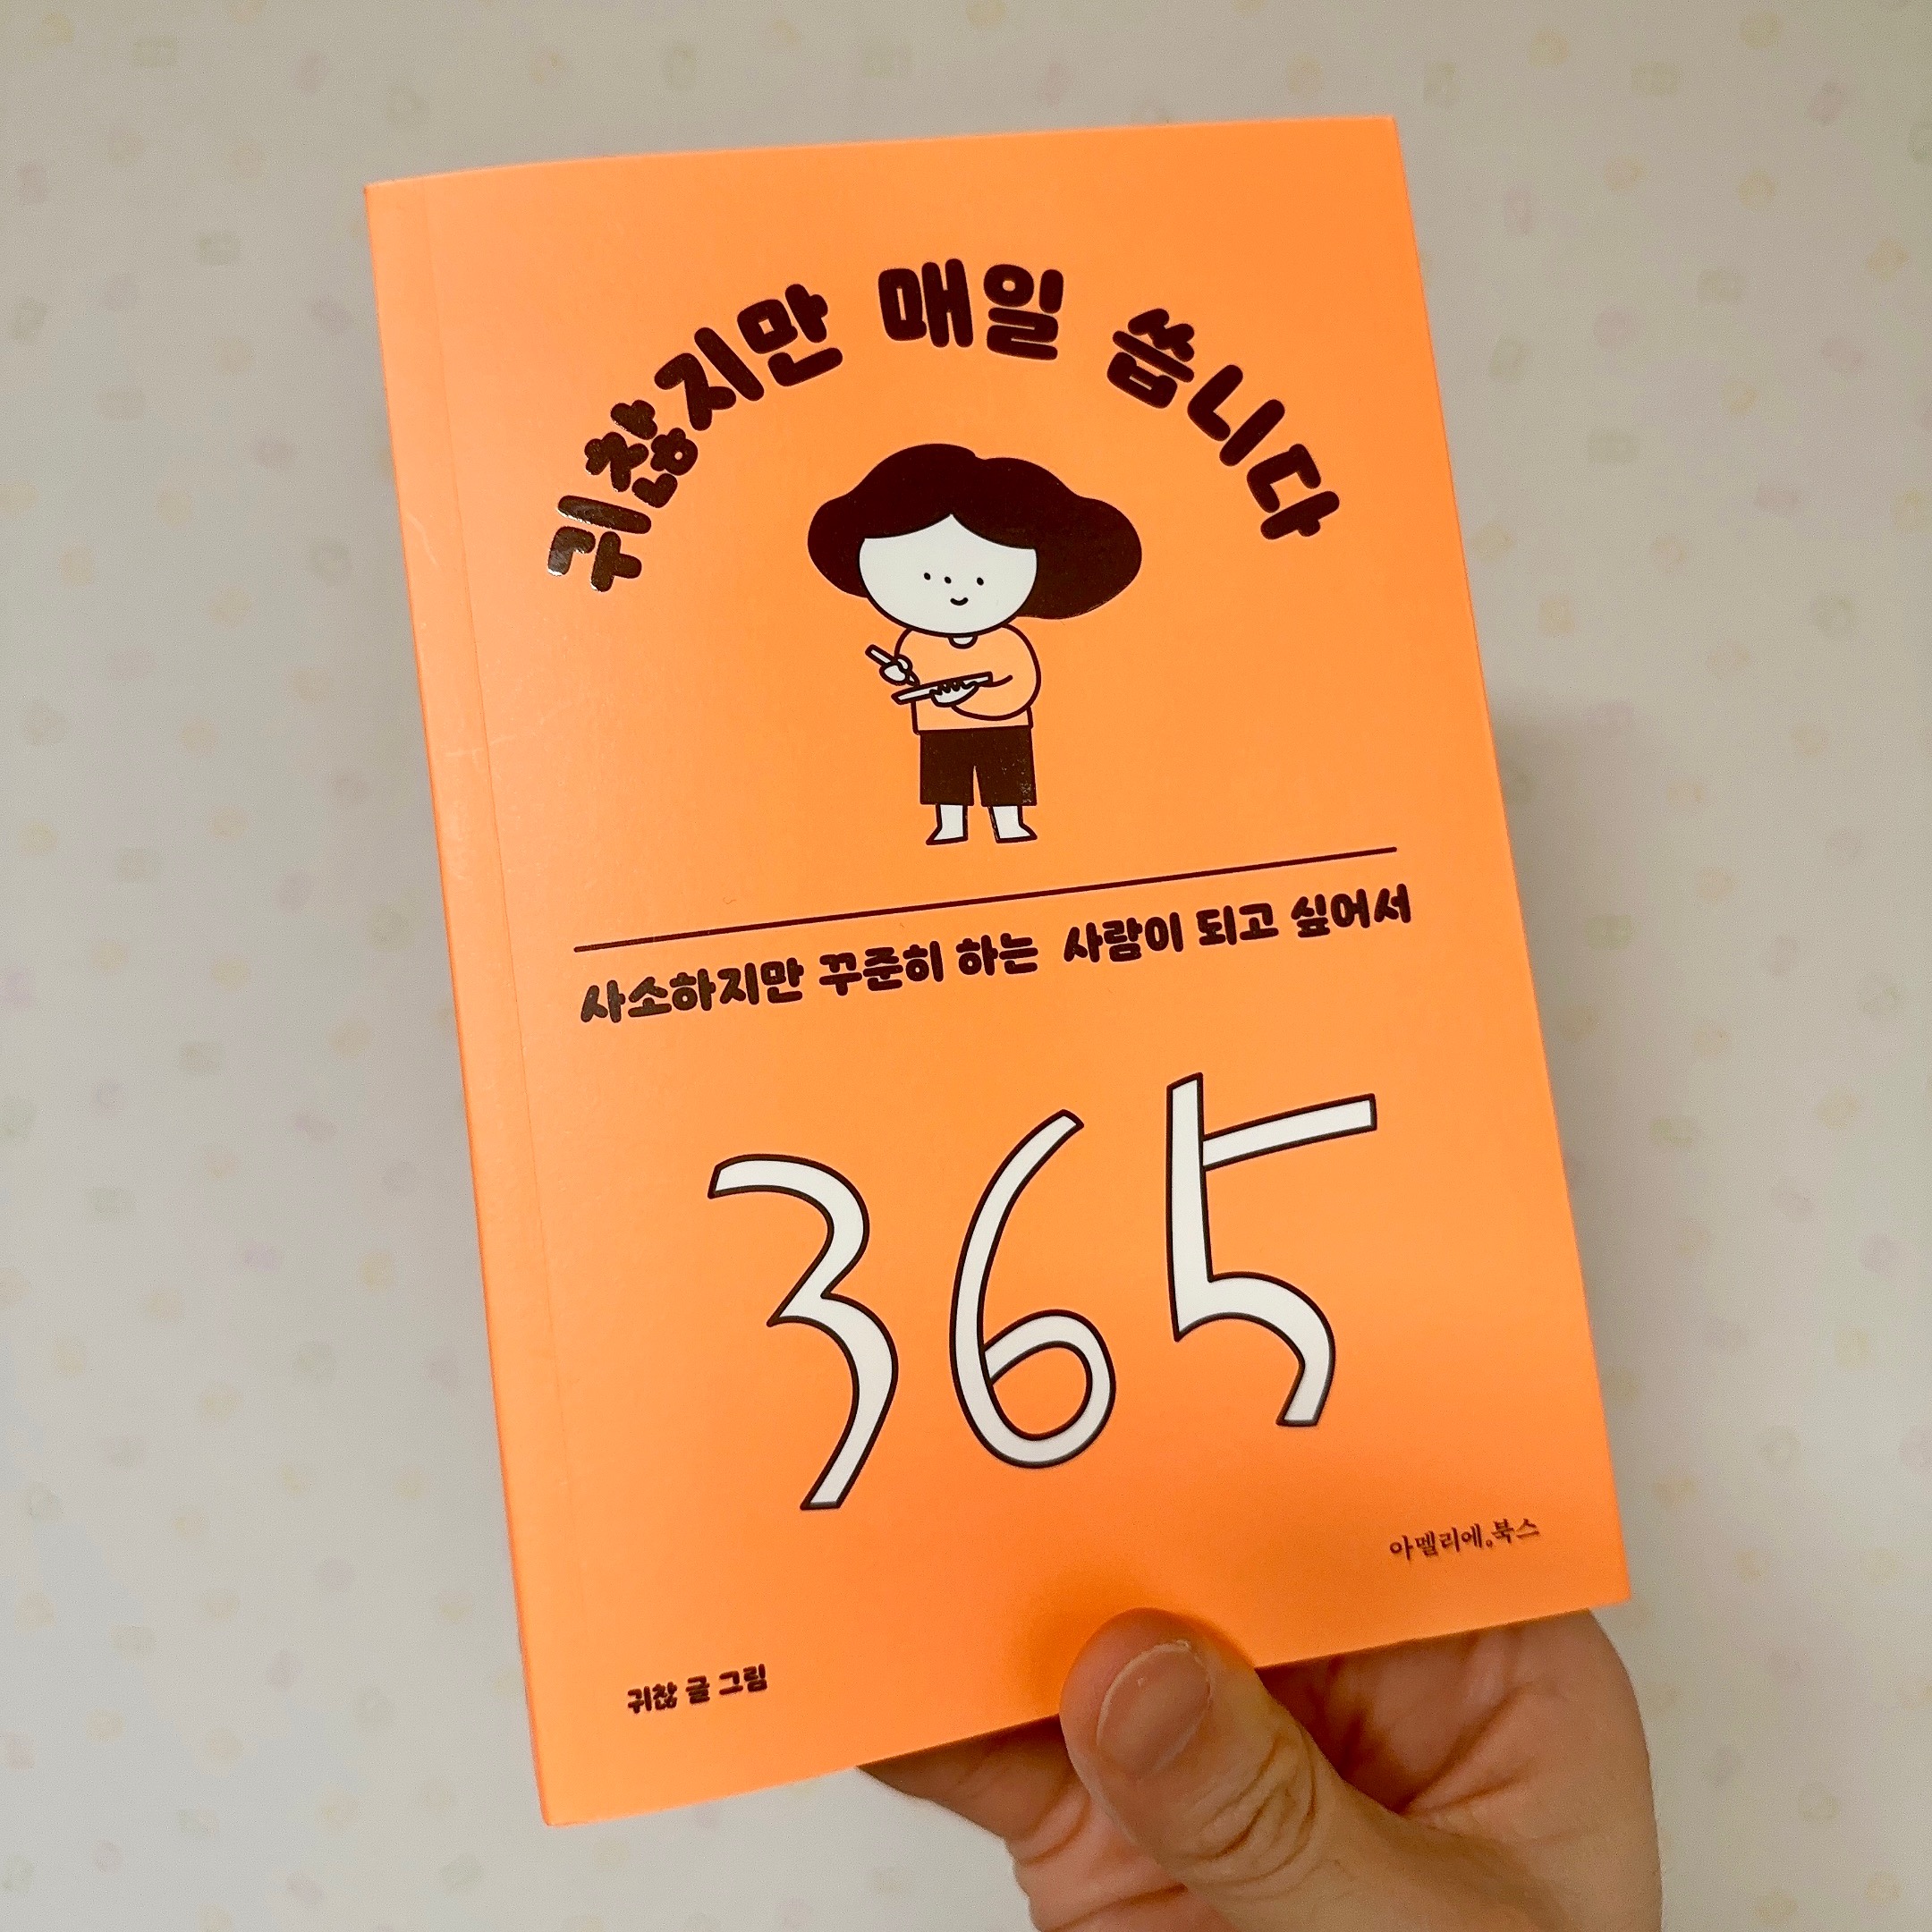 귀찮지만 매일 씁니다
사소하지만 꾸준히 하는 사람이 되고 싶어서
365
아멜리에。북스
귀찮 글 그림